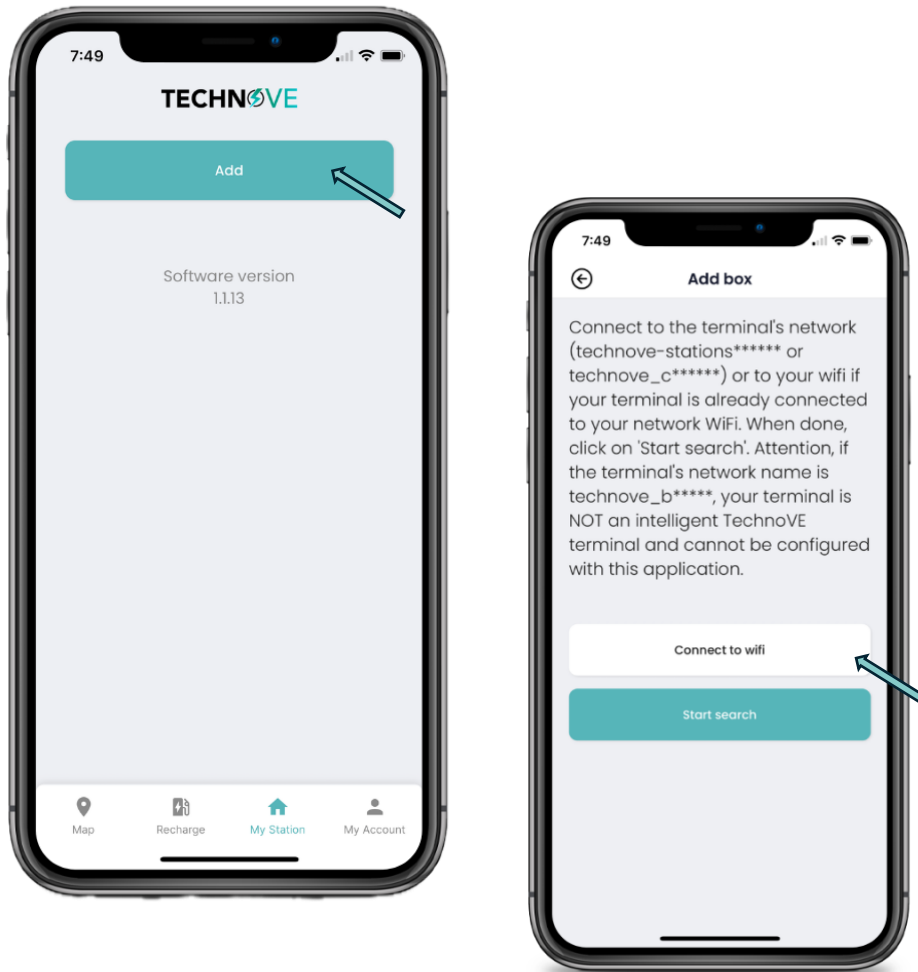 7:49
TECHNOVE
Add
Software version
1.1.13
Map
Recharge
My Station
My Account
7:49
Add box
Connect to the terminal's network
(technove-stations****** or
technove_c******) or to your wifi if
your terminal is already connected
to your network WiFi. When done,
click on 'Start search'. Attention, if
the terminal's network name is
technove_b*****, your terminal is
NOT an intelligent TechnoVE
terminal and cannot be configured
with this application.
Connect to wifi
Start search